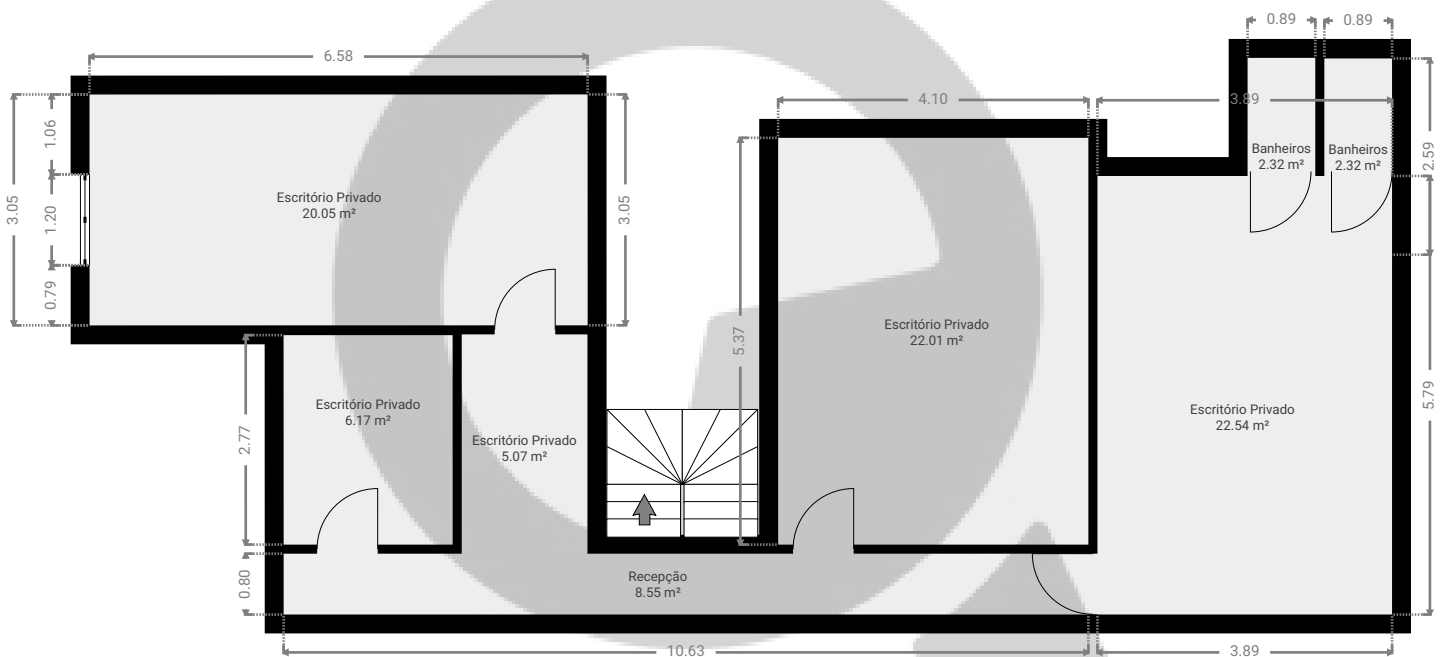 0.89
0.89
6.58
4.10
3.89
1.06
3.05
1.20
0.79
3.05
2.59
Banheiros
2.32 m²
Banheiros
2.32 m²
Escritório Privado
20.05 m²
Escritório Privado
22.01 m²
5.37
Escritório Privado
6.17 m²
2.77
Escritório Privado
5.07 m²
Escritório Privado
22.54 m²
5.79
Recepção
8.55 m²
0.80
10.63
3.89